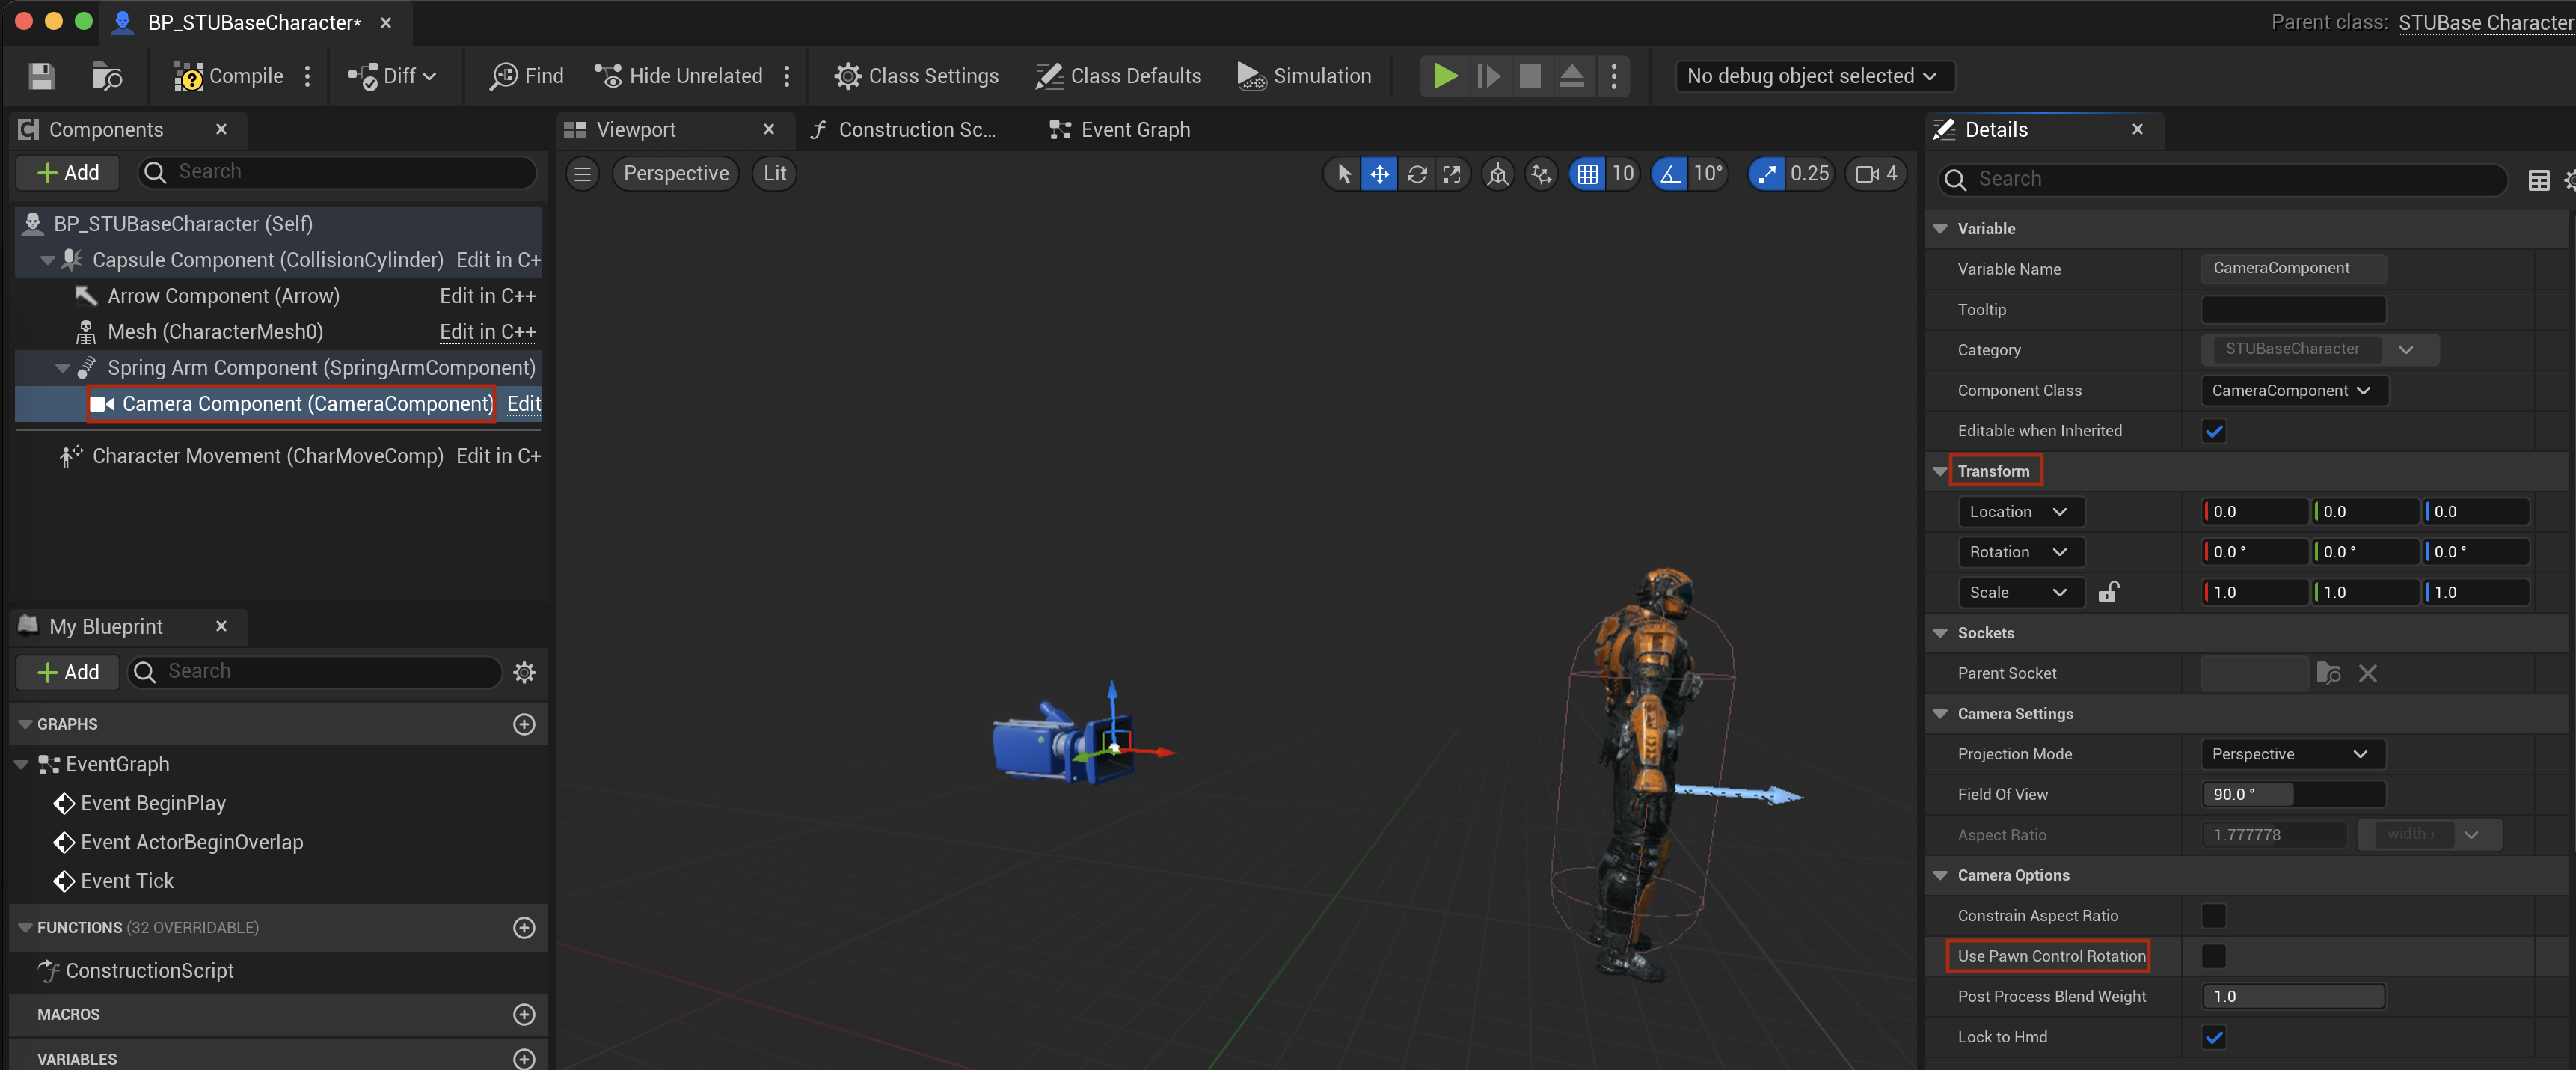 BP_STUBaseCharacter*
Parent class: STUBase Character
Compile
Diff
Find
Hide Unrelated
Class Settings
Class Defaults
Simulation
No debug object selected
Components
Add
Search
BP_STUBaseCharacter (Self)
Capsule Component (CollisionCylinder) Edit in C+
Arrow Component (Arrow) Edit in C++
Mesh (CharacterMesh0) Edit in C++
Spring Arm Component (SpringArmComponent)
Camera Component (CameraComponent) Edit
Character Movement (CharMoveComp) Edit in C+
My Blueprint
Add
Search
GRAPHS
EventGraph
Event BeginPlay
Event ActorBeginOverlap
Event Tick
FUNCTIONS (32 OVERRIDABLE)
ConstructionScript
MACROS
VARIABLES
Viewport
Construction Sc...
Event Graph
Perspective
Lit
10
10°
0.25
4
Details
Search
Variable
Variable Name CameraComponent
Tooltip
Category STUBaseCharacter
Component Class CameraComponent
Editable when Inherited
Transform
Location 0.0 0.0 0.0
Rotation 0.0 ° 0.0 ° 0.0 °
Scale 1.0 1.0 1.0
Sockets
Parent Socket
Camera Settings
Projection Mode Perspective
Field Of View 90.0 °
Aspect Ratio 1.777778 width
Camera Options
Constrain Aspect Ratio
Use Pawn Control Rotation
Post Process Blend Weight 1.0
Lock to Hmd